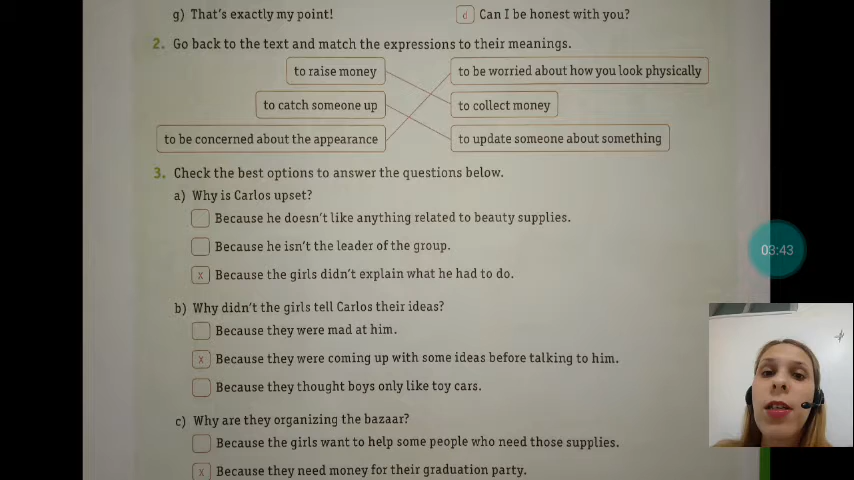 g) That's exactly my point!
d Can I be honest with you?
2. Go back to the text and match the expressions to their meanings.
to raise money
to be worried about how you look physically
to catch someone up
to collect money
to be concerned about the appearance
to update someone about something
3. Check the best options to answer the questions below.
a) Why is Carlos upset?
Because he doesn't like anything related to beauty supplies.
Because he isn't the leader of the group.
x Because the girls didn't explain what he had to do.
b) Why didn't the girls tell Carlos their ideas?
Because they were mad at him.
x Because they were coming up with some ideas before talking to him.
Because they thought boys only like toy cars.
c) Why are they organizing the bazaar?
Because the girls want to help some people who need those supplies.
x Because they need money for their graduation party.
03:43